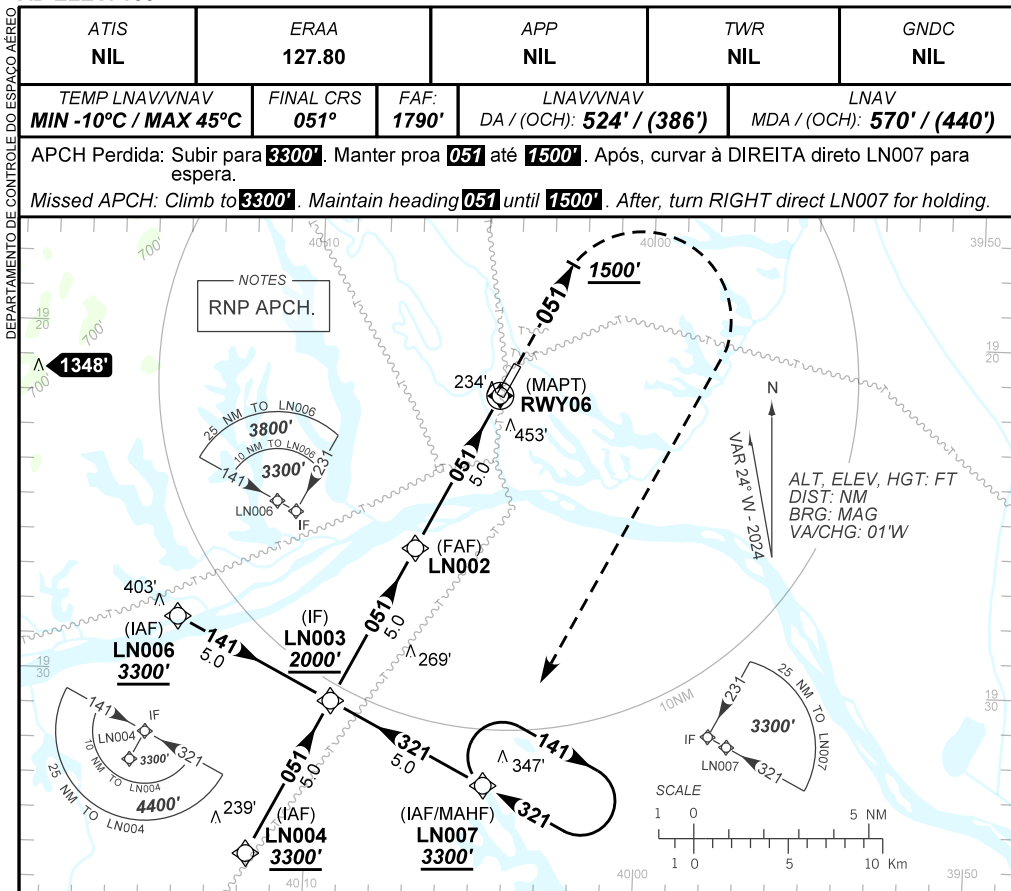 DEPARTAMENTO DE CONTROLE DO ESPAÇO AÉREO
ATIS
NIL
ERAA
127.80
APP
NIL
TWR
NIL
GNDC
NIL
TEMP LNAV/VNAV
MIN -10ºC / MAX 45ºC
FINAL CRS
051º
FAF:
1790'
LNAV/VNAV
DA / (OCH): 524' / (386')
LNAV
MDA / (OCH): 570' / (440')
APCH Perdida: Subir para 3300'. Manter proa 051 até 1500'. Após, curvar à DIREITA direto LN007 para
espera.
Missed APCH: Climb to 3300'. Maintain heading 051 until 1500'. After, turn RIGHT direct LN007 for holding.
40 10
40 00
39 50
700'
NOTES
RNP APCH.
1500'
051
19
20
700'
19
20
1348'
700'
234'
(MAPT)
RWY06
453'
N
VAR 24° W - 2024
ALT, ELEV, HGT: FT
DIST: NM
BRG: MAG
VA/CHG: 01'W
25 NM TO LN006
3800'
10 NM TO LN006
3300'
141
231
LN006
IF
051
5.0
(FAF)
LN002
403'
(IAF)
LN006
3300'
141
5.0
(IF)
LN003
2000'
051
5.0
269'
19
30
10NM
19
30
141
IF
LN004
3300'
321
10 NM TO LN004
4400'
25 NM TO LN004
231
25 NM TO LN007
3300'
IF
LN007
321
321
5.0
141
347'
321
051
5.0
239'
(IAF)
LN004
3300'
(IAF/MAHF)
LN007
3300'
SCALE
1 0 5 NM
1 0 5 10 Km
40 10
40 00
39 50